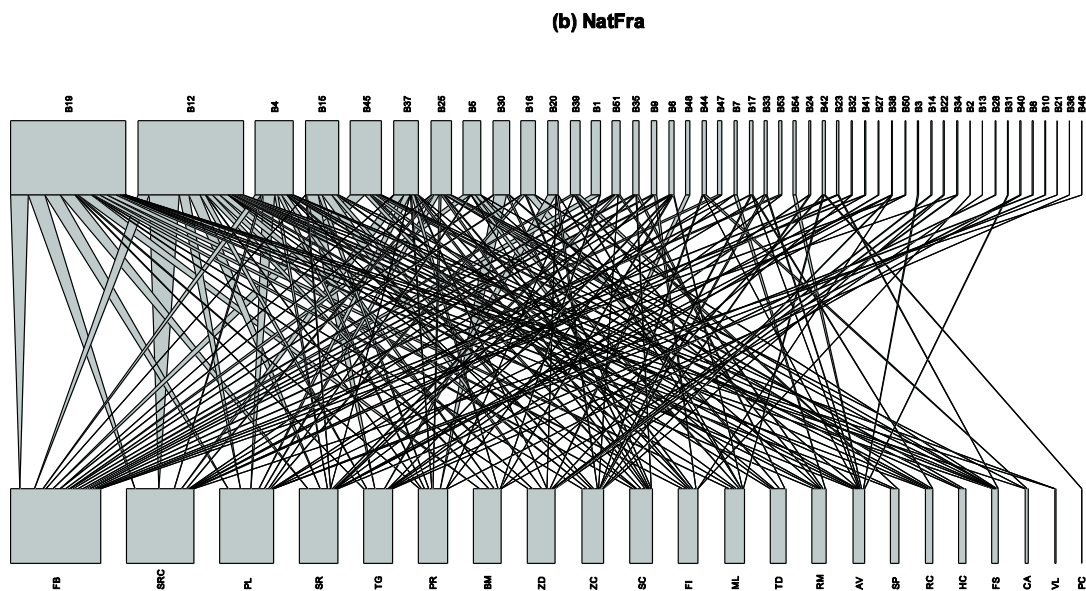 (b) NatFra
B19 B12 B4 B15 B45 B37 B25 B5 B30 B16 B20 B39 B1 B51 B35 B9 B6 B48 B44 B47 B7 B17 B33 B53 B54 B24 B42 B23 B32 B41 B27 B38 B50 B3 B14 B22 B34 B2 B13 B28 B31 B40 B8 B10 B21 B36 B46
FB SRC PL SR TG PR BM ZD ZC SC FI ML TD RM AV SP RC HC FS CA VL PC